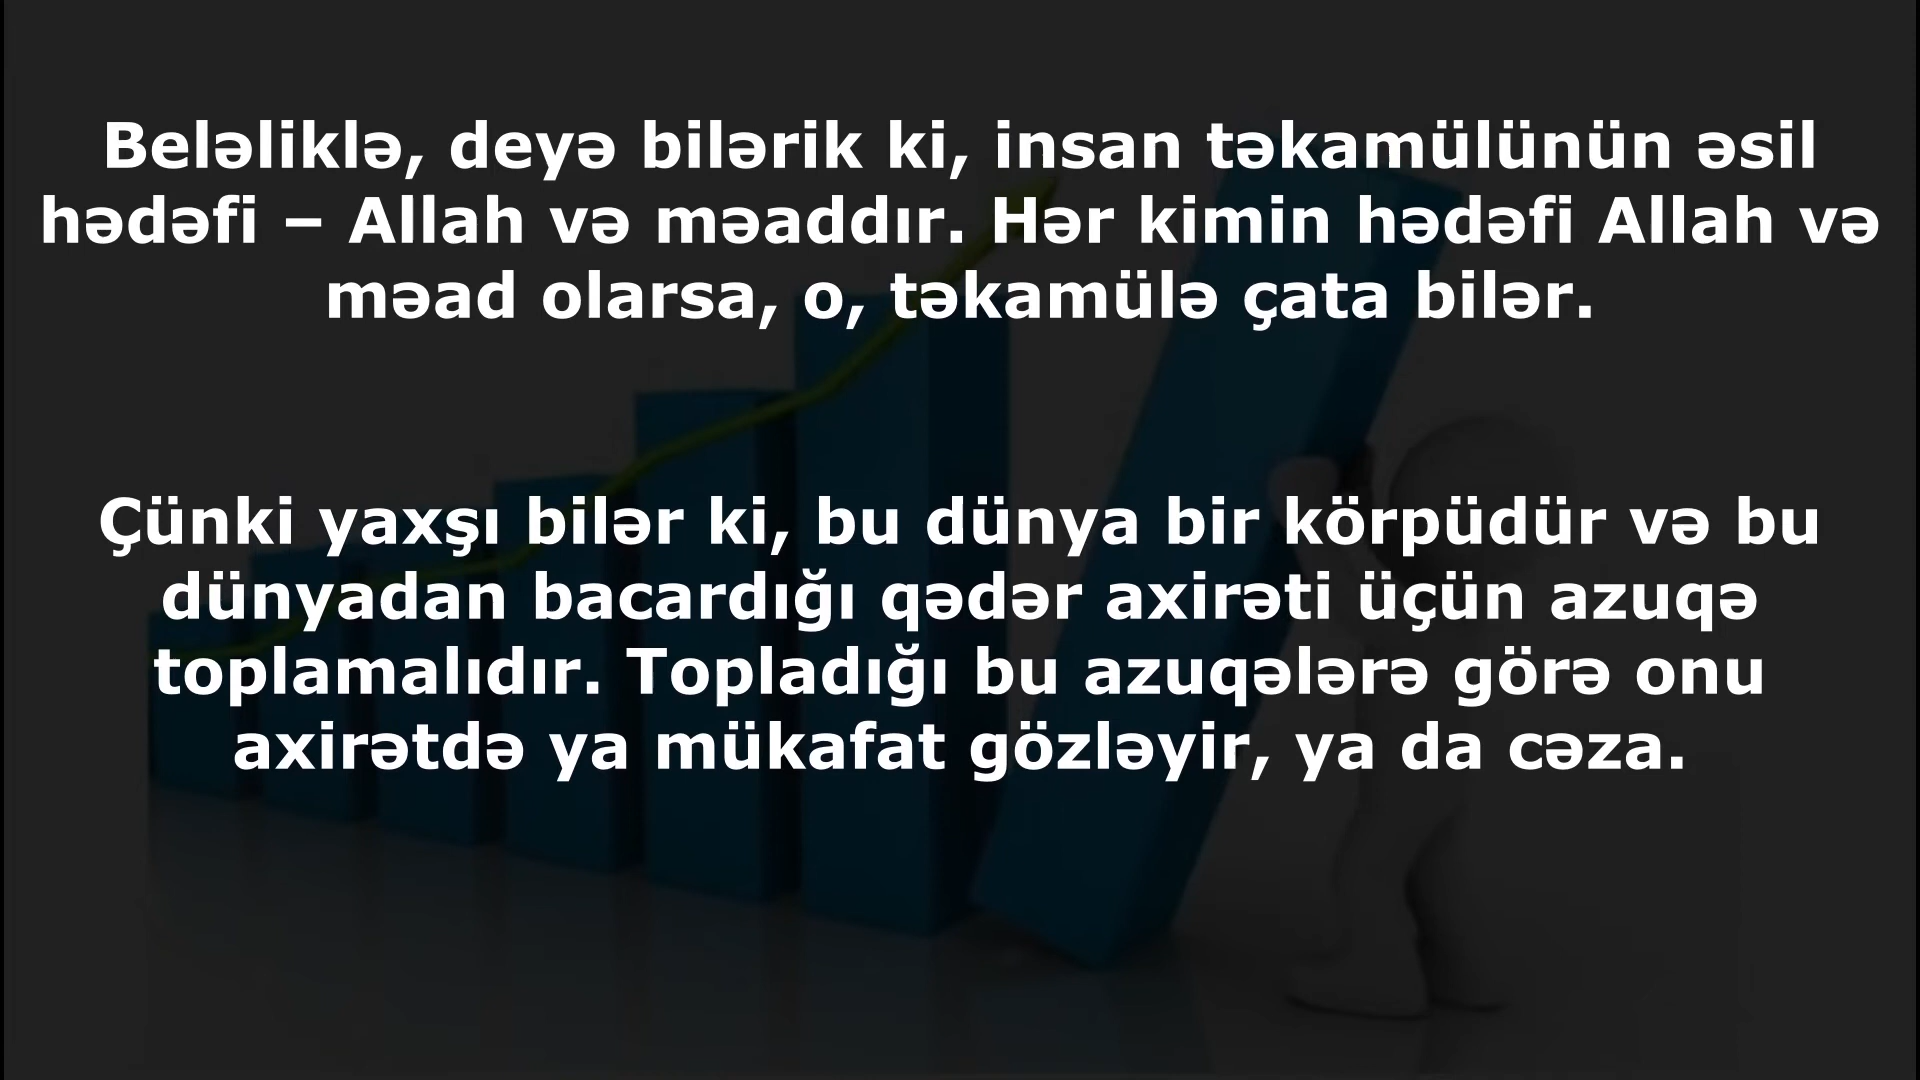 Beləliklə, deyə bilərik ki, insan təkamülünün əsil
hədəfi – Allah və məaddır. Hər kimin hədəfi Allah və
məad olarsa, o, təkamülə çata bilər.
Çünki yaxşı bilər ki, bu dünya bir körpüdür və bu
dünyadan bacardığı qədər axirəti üçün azuqə
toplamalıdır. Topladığı bu azuqələrə görə onu
axirətdə ya mükafat gözləyir, ya da cəza.